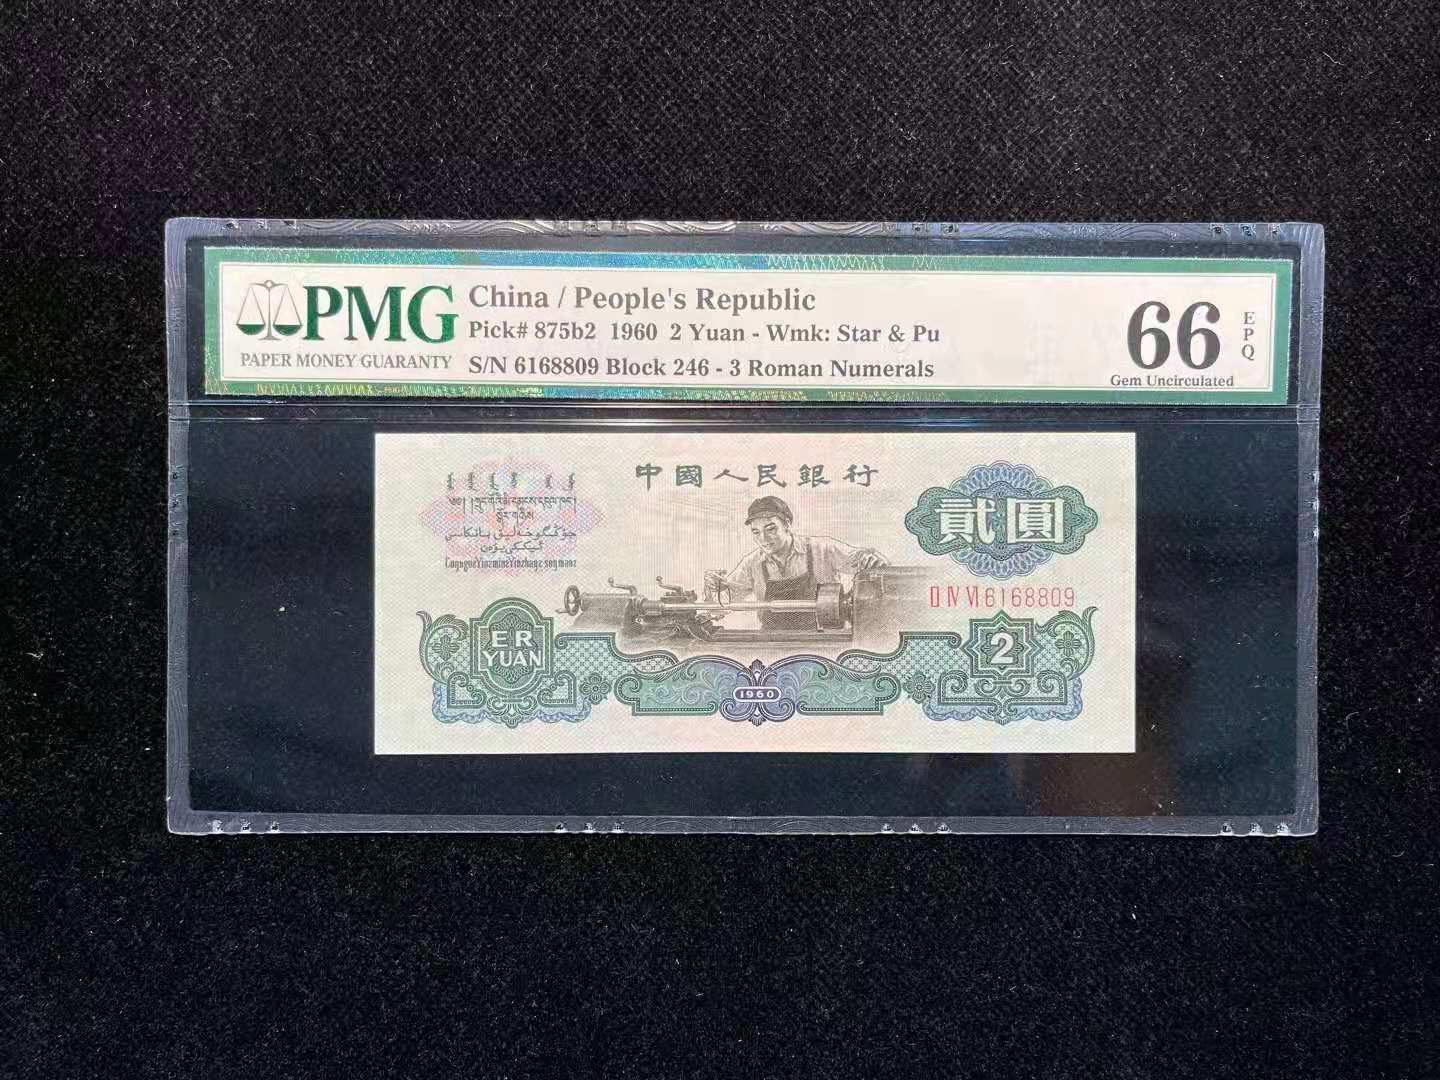 PMG
PAPER MONEY GUARANTY
China / People's Republic
Pick# 875b2 1960 2 Yuan - Wmk: Star & Pu
S/N 6168809 Block 246 - 3 Roman Numerals
66
EPQ
Gem Uncirculated
中國人民銀行
貳圓
Ⅱ Ⅳ Ⅵ 6168809
ER
YUAN
2
1960